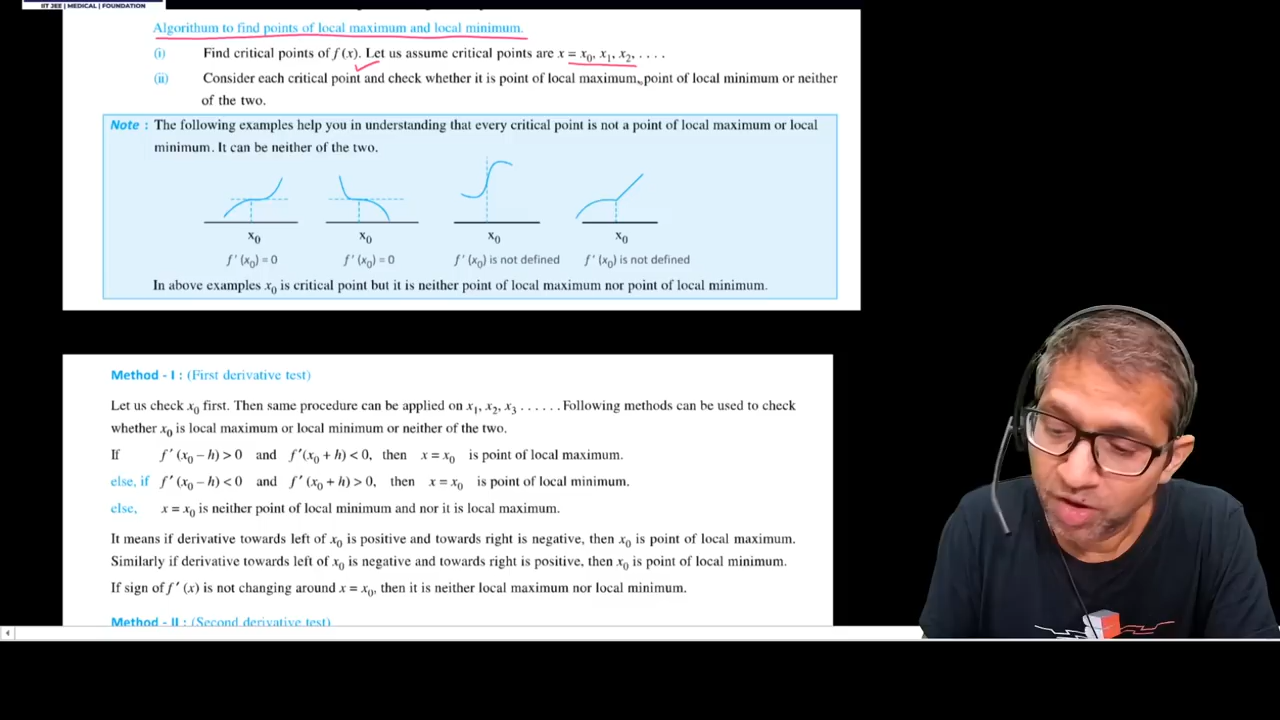 IIT JEE | MEDICAL | FOUNDATION
Algorithum to find points of local maximum and local minimum.
(i) Find critical points of f (x). Let us assume critical points are x = x₀, x₁, x₂, . . . .
(ii) Consider each critical point and check whether it is point of local maximum, point of local minimum or neither
of the two.
Note : The following examples help you in understanding that every critical point is not a point of local maximum or local
minimum. It can be neither of the two.
x₀ x₀ x₀ x₀
f ' (x₀) = 0 f ' (x₀) = 0 f ' (x₀) is not defined f ' (x₀) is not defined
In above examples x₀ is critical point but it is neither point of local maximum nor point of local minimum.
Method - I : (First derivative test)
Let us check x₀ first. Then same procedure can be applied on x₁, x₂, x₃ . . . . . . Following methods can be used to check
whether x₀ is local maximum or local minimum or neither of the two.
If f ' (x₀ – h) > 0 and f '(x₀ + h) < 0, then x = x₀ is point of local maximum.
else, if f ' (x₀ – h) < 0 and f ' (x₀ + h) > 0, then x = x₀ is point of local minimum.
else, x = x₀ is neither point of local minimum and nor it is local maximum.
It means if derivative towards left of x₀ is positive and towards right is negative, then x₀ is point of local maximum.
Similarly if derivative towards left of x₀ is negative and towards right is positive, then x₀ is point of local minimum.
If sign of f ' (x) is not changing around x = x₀, then it is neither local maximum nor local minimum.
Method - II : (Second derivative test)